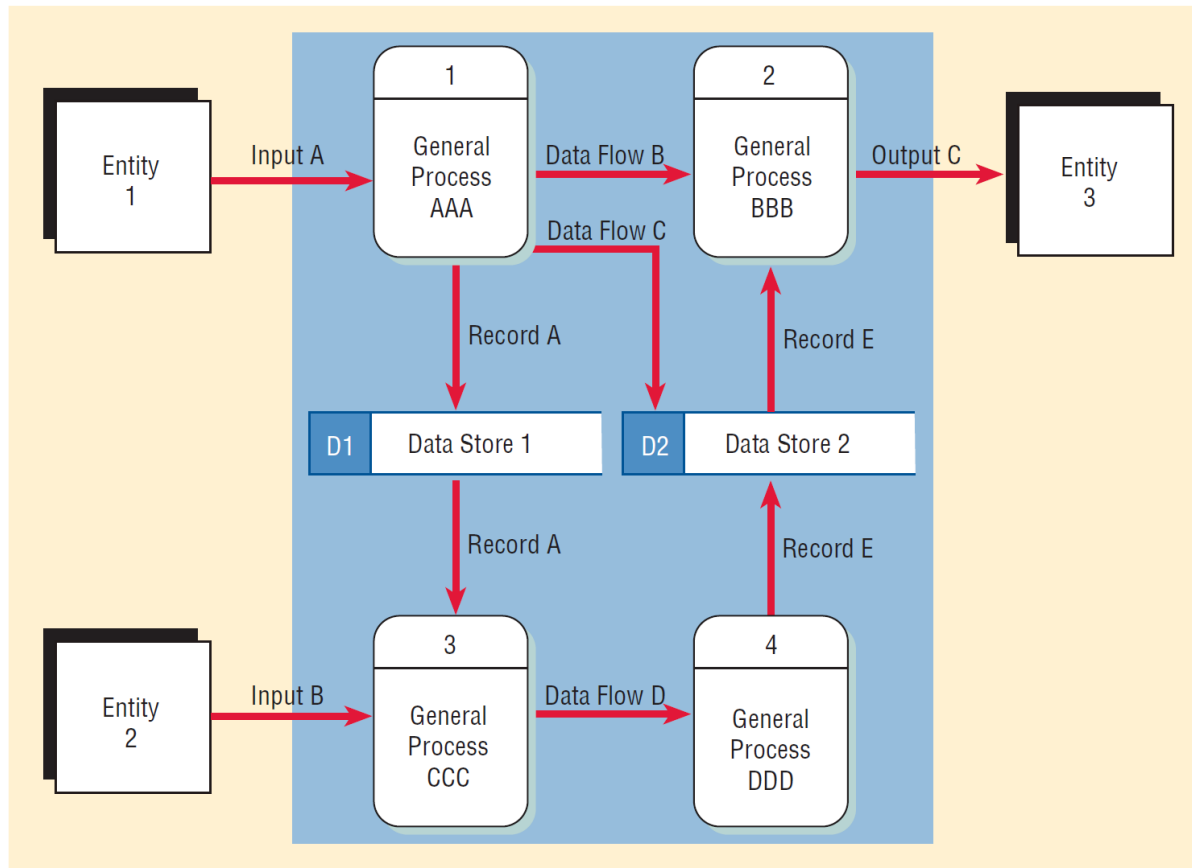 1
2
Entity
1
Input A
General
Process
AAA
Data Flow B
General
Process
BBB
Output C
Entity
3
Data Flow C
Record A
Record E
D1
Data Store 1
D2
Data Store 2
Record A
Record E
3
4
Entity
2
Input B
General
Process
CCC
Data Flow D
General
Process
DDD